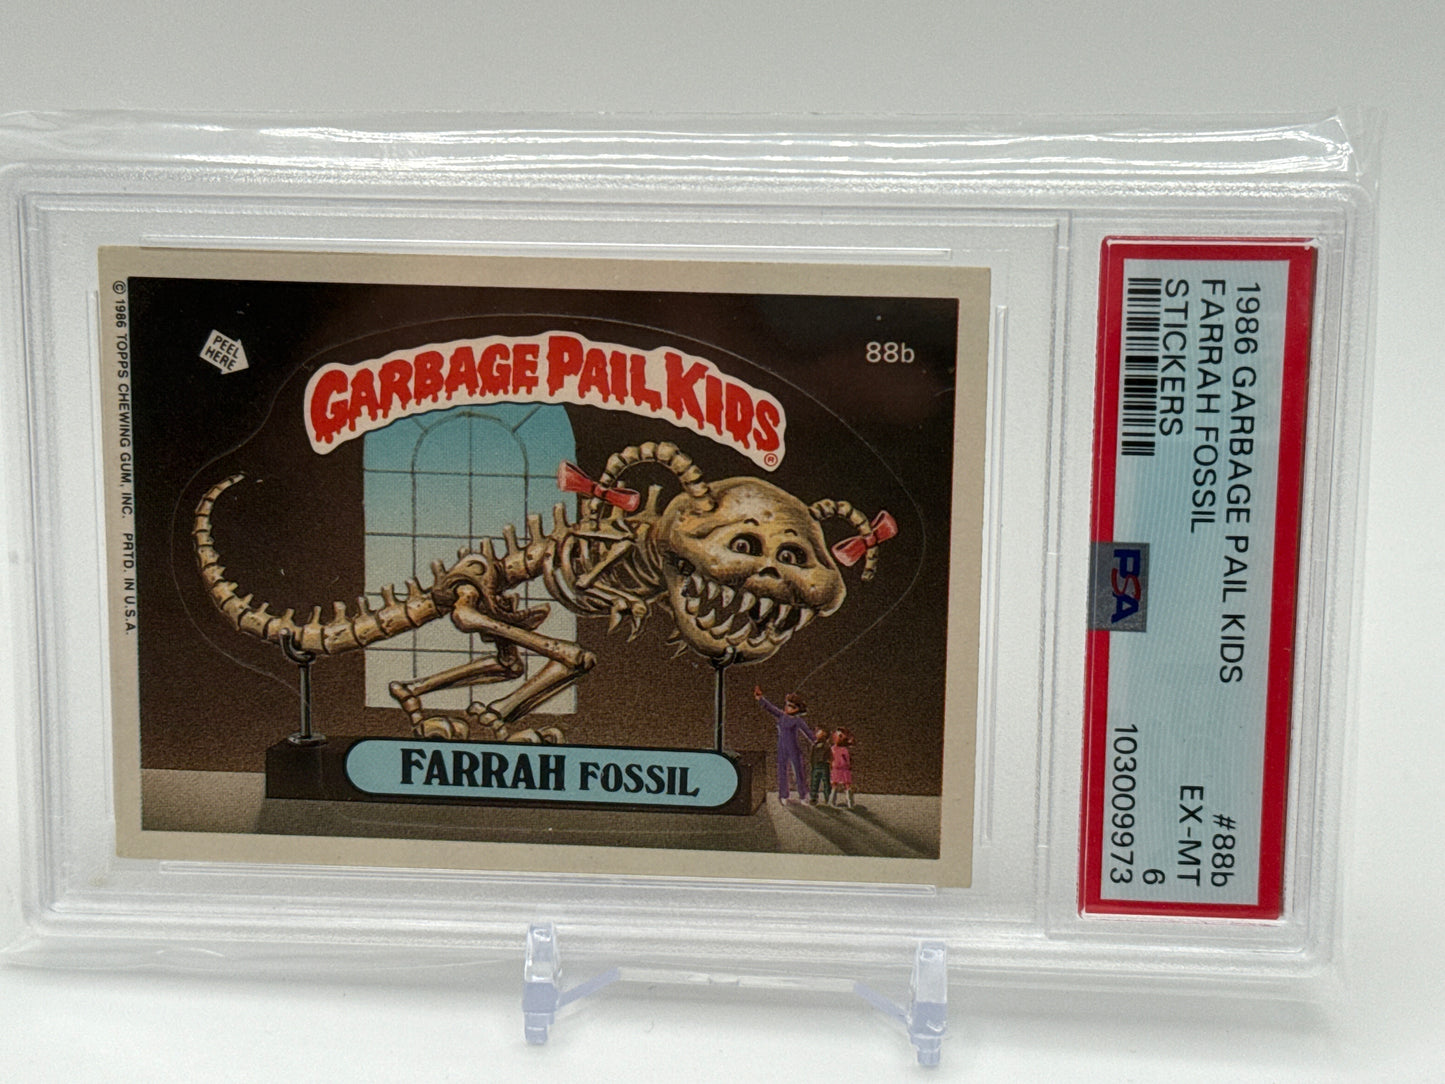 © 1986 TOPPS CHEWING GUM, INC. PRTD. IN U.S.A.
PEEL
HERE
88b
GARBAGE PAIL KIDS
®
FARRAH FOSSIL
1986 GARBAGE PAIL KIDS #88b
FARRAH FOSSIL EX-MT
STICKERS 6
PSA
103009973